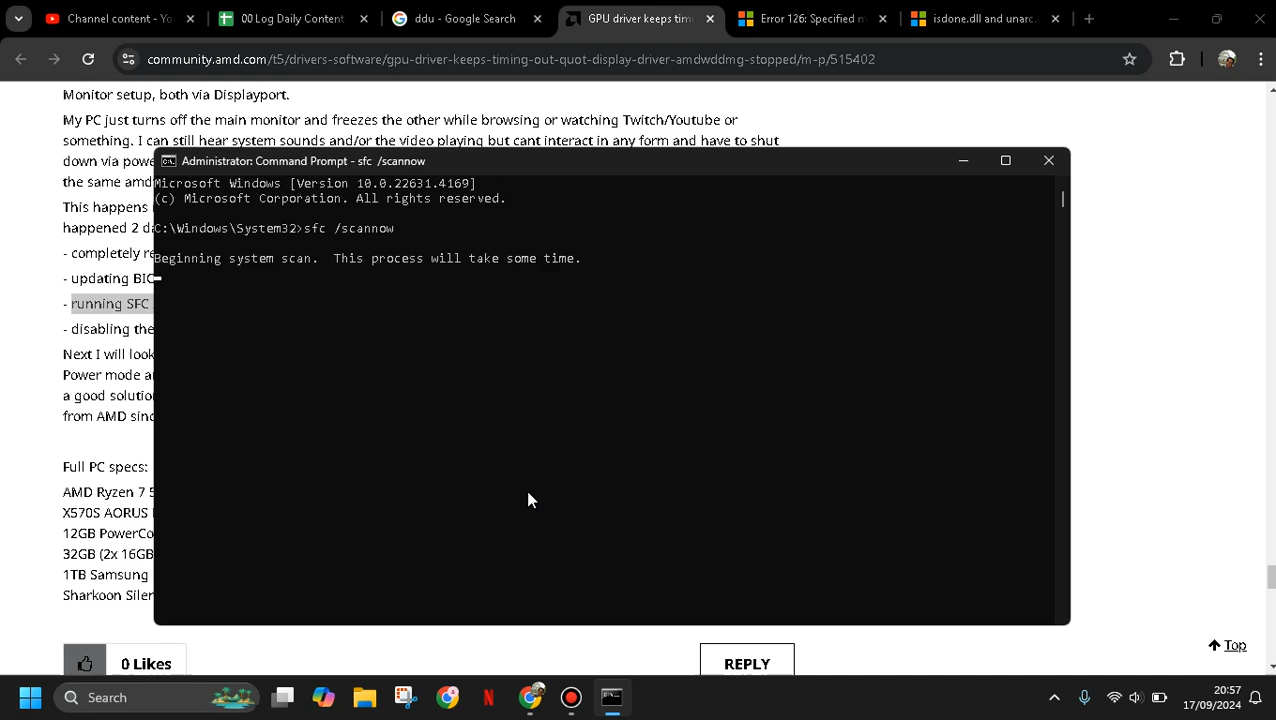 Channel content - Yo
00 Log Daily Content
ddu - Google Search
GPU driver keeps timi
Error 126: Specified m
isdone.dll and unarc.
community.amd.com/t5/drivers-software/gpu-driver-keeps-timing-out-quot-display-driver-amdwddmg-stopped/m-p/515402
Monitor setup, both via Displayport.
My PC just turns off the main monitor and freezes the other while browsing or watching Twitch/Youtube or
something. I can still hear system sounds and/or the video playing but cant interact in any form and have to shut
down via powe
the same amd
This happens i
happened 2 da
- completely re
- updating BIO
- running SFC
- disabling the
Next I will look
Power mode a
a good solutio
from AMD sinc
Full PC specs:
AMD Ryzen 7 5
X570S AORUS
12GB PowerCo
32GB (2x 16GB
1TB Samsung
Sharkoon Silen
Administrator: Command Prompt - sfc /scannow
Microsoft Windows [Version 10.0.22631.4169]
(c) Microsoft Corporation. All rights reserved.
C:\Windows\System32>sfc /scannow
Beginning system scan.  This process will take some time.
0 Likes
REPLY
Top
Search
20:57
17/09/2024